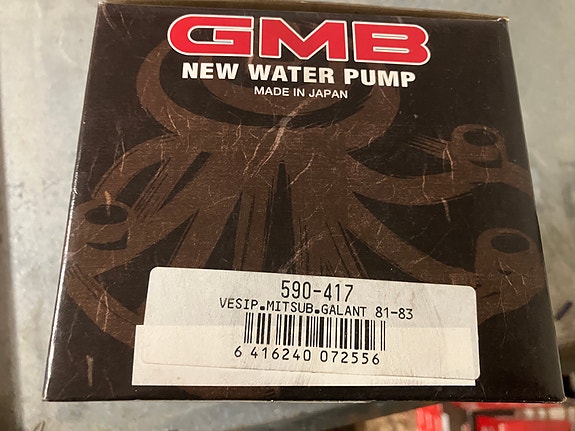 GMB
NEW WATER PUMP
MADE IN JAPAN
590-417
VESIP.MITSUB.GALANT 81-83
6 416240 072556